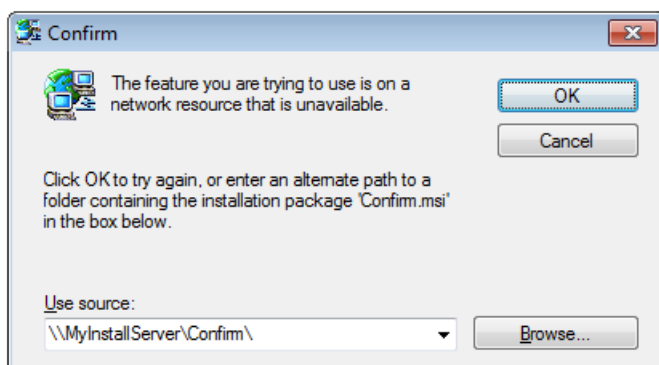 Confirm
The feature you are trying to use is on a
network resource that is unavailable.
OK
Cancel
Click OK to try again, or enter an alternate path to a
folder containing the installation package 'Confirm.msi'
in the box below.
Use source:
\\MyInstallServer\Confirm\
Browse...